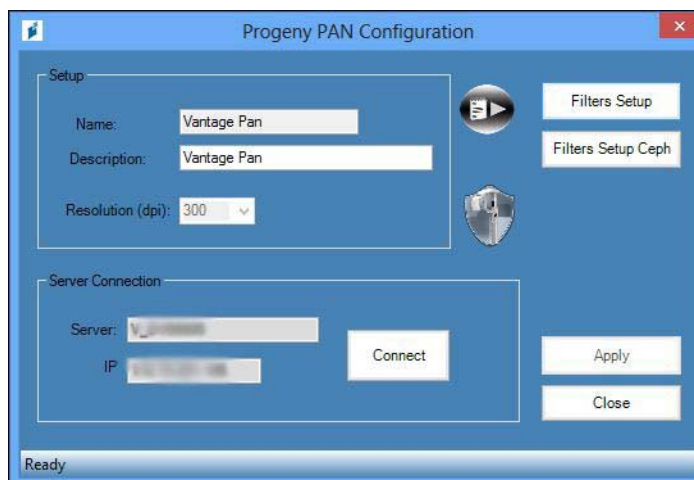 Progeny PAN Configuration
Setup
Name: Vantage Pan
Description: Vantage Pan
Resolution (dpi): 300
Filters Setup
Filters Setup Ceph
Server Connection
Server:
IP
Connect
Apply
Close
Ready